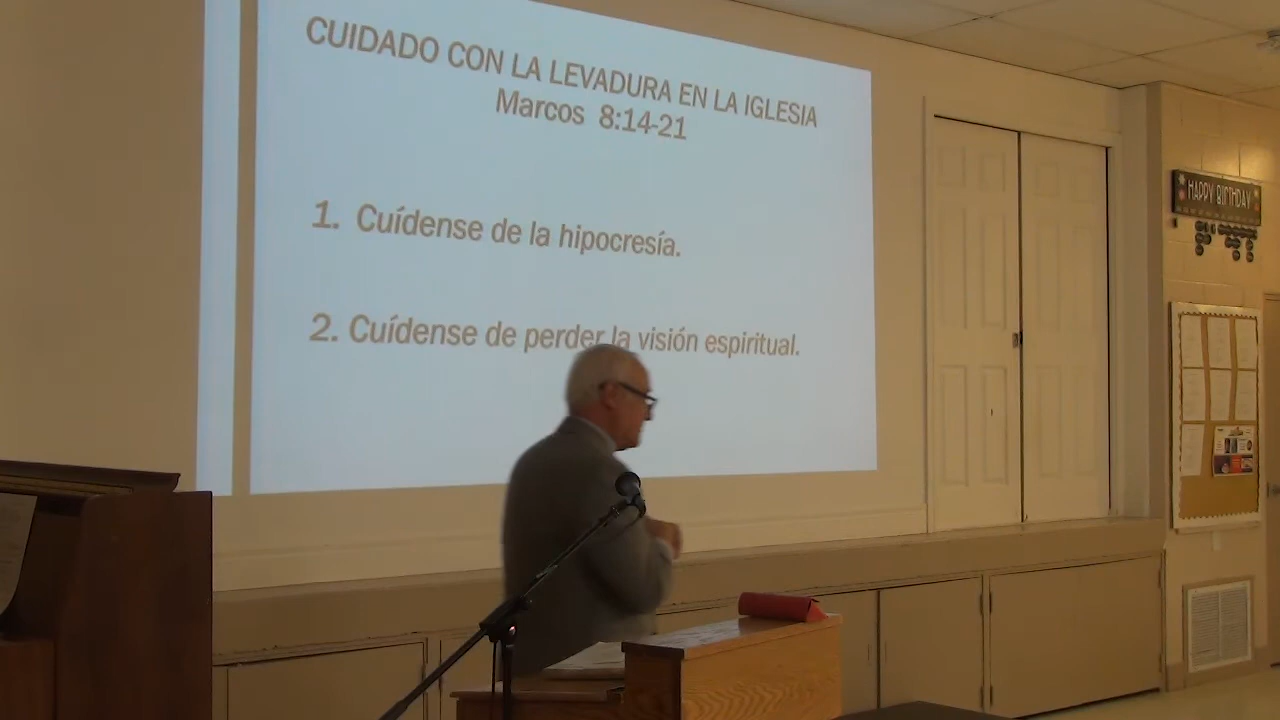 CUIDADO CON LA LEVADURA EN LA IGLESIA
Marcos 8:14-21
1. Cuídense de la hipocresía.
2. Cuídense de perder la visión espiritual.
HAPPY BIRTHDAY